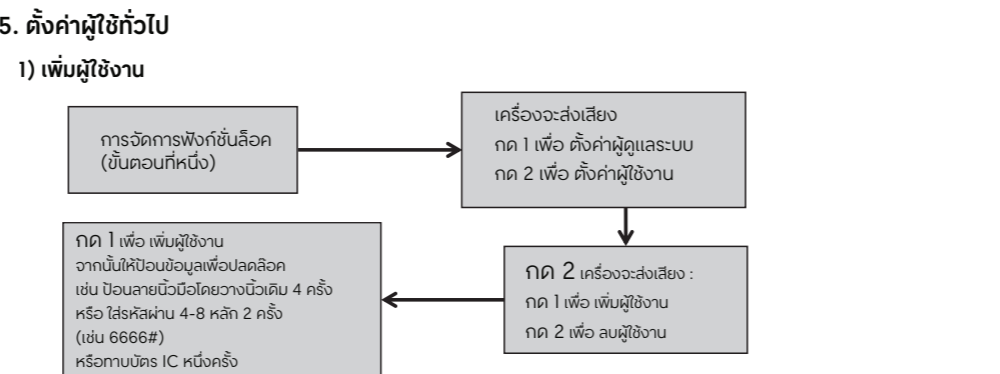 5. ตั้งค่าผู้ใช้ทั่วไป
1) เพิ่มผู้ใช้งาน
การจัดการฟังก์ชั่นล็อค
(ขั้นตอนที่หนึ่ง)
เครื่องจะส่งเสียง
กด 1 เพื่อ ตั้งค่าผู้ดูแลระบบ
กด 2 เพื่อ ตั้งค่าผู้ใช้งาน
กด 2 เครื่องจะส่งเสียง :
กด 1 เพื่อ เพิ่มผู้ใช้งาน
กด 2 เพื่อ ลบผู้ใช้งาน
กด 1 เพื่อ เพิ่มผู้ใช้งาน
จากนั้นให้ป้อนข้อมูลเพื่อปลดล๊อค
เช่น ป้อนลายนิ้วมือโดยวางนิ้วเดิม 4 ครั้ง
หรือ ใส่รหัสผ่าน 4-8 หลัก 2 ครั้ง
(เช่น 6666#)
หรือทาบบัตร IC หนึ่งครั้ง